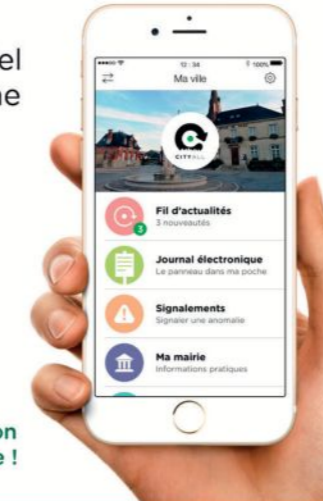 el
ne
12 : 34
100%
Ma ville
CITYALL
Fil d'actualités
3 nouveautés
3
Journal électronique
Le panneau dans ma poche
Signalements
Signaler une anomalie
Ma mairie
Informations pratiques
on
e !